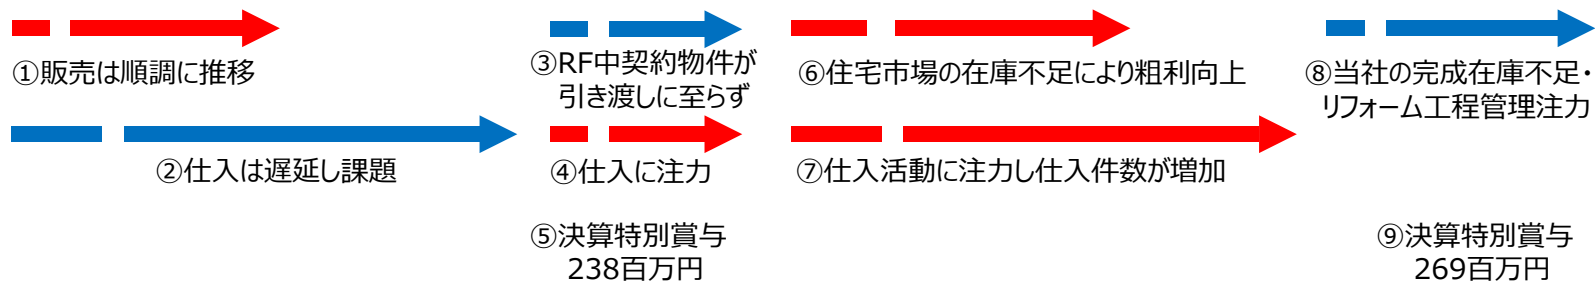 ①販売は順調に推移
②仕入は遅延し課題
③RF中契約物件が
引き渡しに至らず
④仕入に注力
⑤決算特別賞与
238百万円
⑥住宅市場の在庫不足により粗利向上
⑦仕入活動に注力し仕入件数が増加
⑧当社の完成在庫不足・
リフォーム工程管理注力
⑨決算特別賞与
269百万円